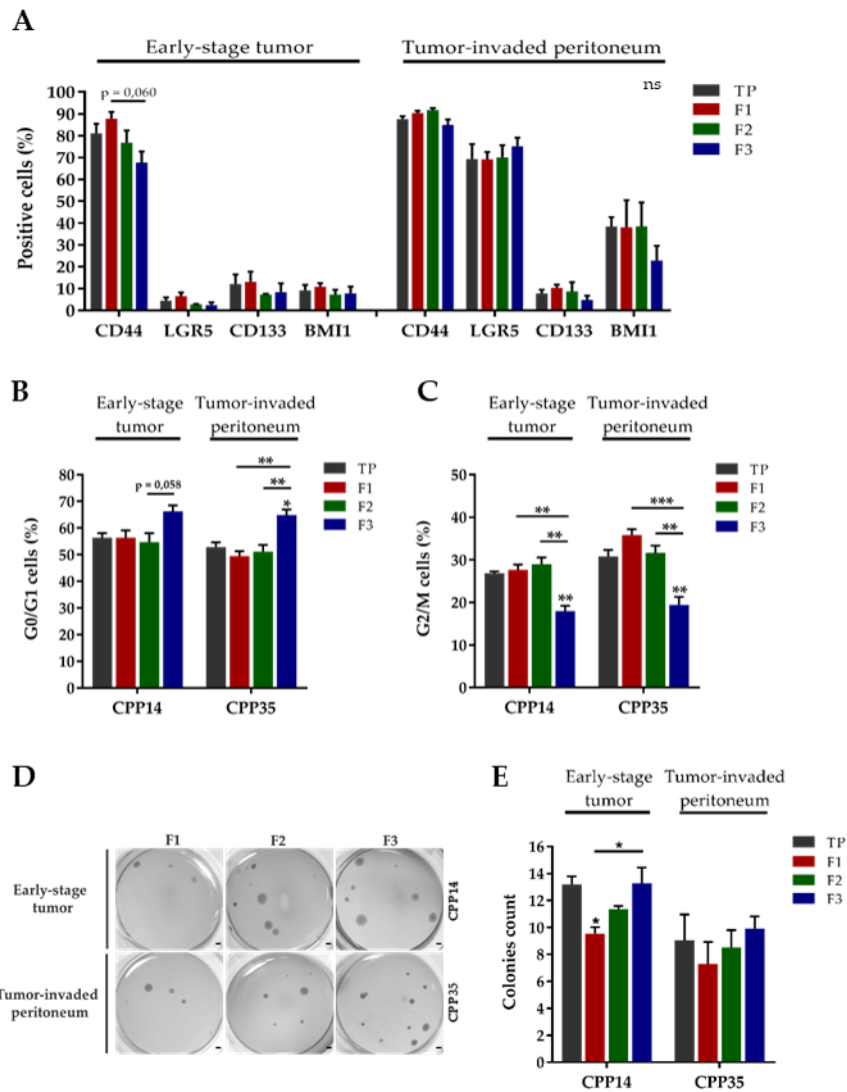 A
Early-stage tumor
Tumor-invaded peritoneum
p = 0,060
ns
TP
F1
F2
F3
Positive cells (%)
100
90
80
70
60
50
40
30
20
10
0
CD44 LGR5 CD133 BMI1 CD44 LGR5 CD133 BMI1
B
Early-stage
tumor
Tumor-invaded
peritoneum
p = 0,058
**
**
*
TP
F1
F2
F3
G0/G1 cells (%)
80
70
60
50
40
30
20
10
0
CPP14 CPP35
C
Early-stage
tumor
Tumor-invaded
peritoneum
**
**
**
***
**
**
TP
F1
F2
F3
G2/M cells (%)
50
40
30
20
10
0
CPP14 CPP35
D
F1 F2 F3
Early-stage
tumor
CPP14
Tumor-invaded
peritoneum
CPP35
E
Early-stage
tumor
Tumor-invaded
peritoneum
*
*
TP
F1
F2
F3
Colonies count
16
14
12
10
8
6
4
2
0
CPP14 CPP35